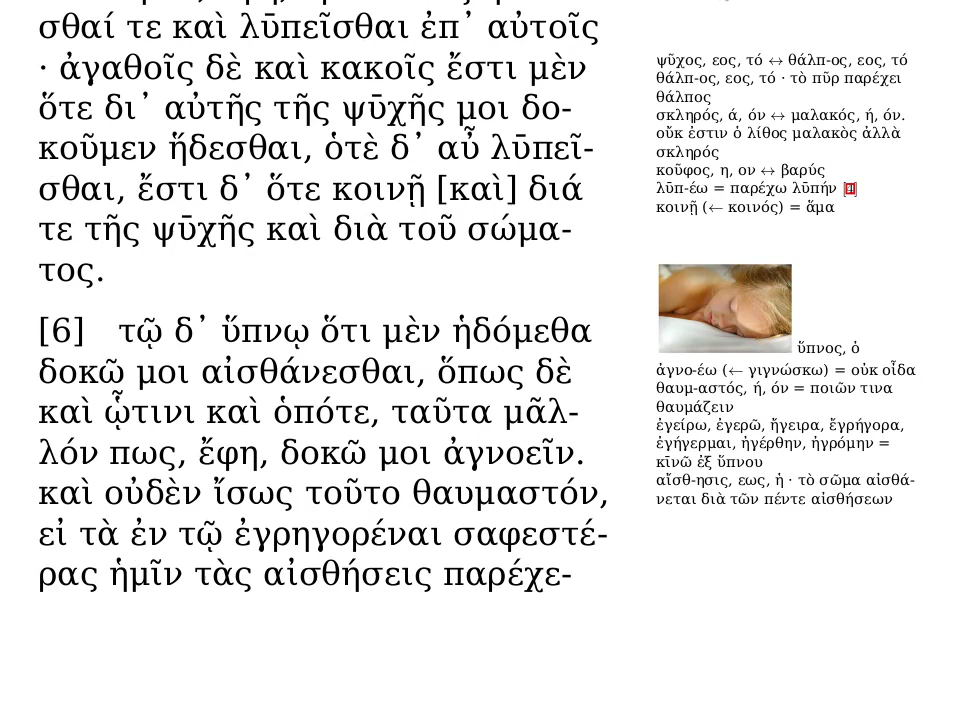 σθαί τε καὶ λῡπεῖσθαι ἐπ᾽ αὐτοῖς
· ἀγαθοῖς δὲ καὶ κακοῖς ἔστι μὲν
ὅτε δι᾽ αὐτῆς τῆς ψῡχῆς μοι δο-
κοῦμεν ἥδεσθαι, ὁτὲ δ᾽ αὖ λῡπεῖ-
σθαι, ἔστι δ᾽ ὅτε κοινῇ [καὶ] διά
τε τῆς ψῡχῆς καὶ διὰ τοῦ σώμα-
τος.
[6] τῷ δ᾽ ὕπνῳ ὅτι μὲν ἡδόμεθα
δοκῶ μοι αἰσθάνεσθαι, ὅπως δὲ
καὶ ᾧτινι καὶ ὁπότε, ταῦτα μᾶλ-
λόν πως, ἔφη, δοκῶ μοι ἀγνοεῖν.
καὶ οὐδὲν ἴσως τοῦτο θαυμαστόν,
εἰ τὰ ἐν τῷ ἐγρηγορέναι σαφεστέ-
ρας ἡμῖν τὰς αἰσθήσεις παρέχε-
ψῦχος, εος, τό ↔ θάλπ-ος, εος, τό
θάλπ-ος, εος, τό · τὸ πῦρ παρέχει
θάλπος
σκληρός, ά, όν ↔ μαλακός, ή, όν.
οὔκ ἐστιν ὁ λίθος μαλακὸς ἀλλὰ
σκληρός
κοῦφος, η, ον ↔ βαρύς
λῡπ-έω = παρέχω λῡπήν
κοινῇ (← κοινός) = ἅμα
ὕπνος, ὁ
ἀγνο-έω (← γιγνώσκω) = οὐκ οἶδα
θαυμ-αστός, ή, όν = ποιῶν τινα
θαυμάζειν
ἐγείρω, ἐγερῶ, ἤγειρα, ἔγρήγορα,
ἐγήγερμαι, ἠγέρθην, ἠγρόμην =
κῑνῶ ἐξ ὕπνου
αἴσθ-ησις, εως, ἡ · τὸ σῶμα αἰσθά-
νεται διὰ τῶν πέντε αἰσθήσεων